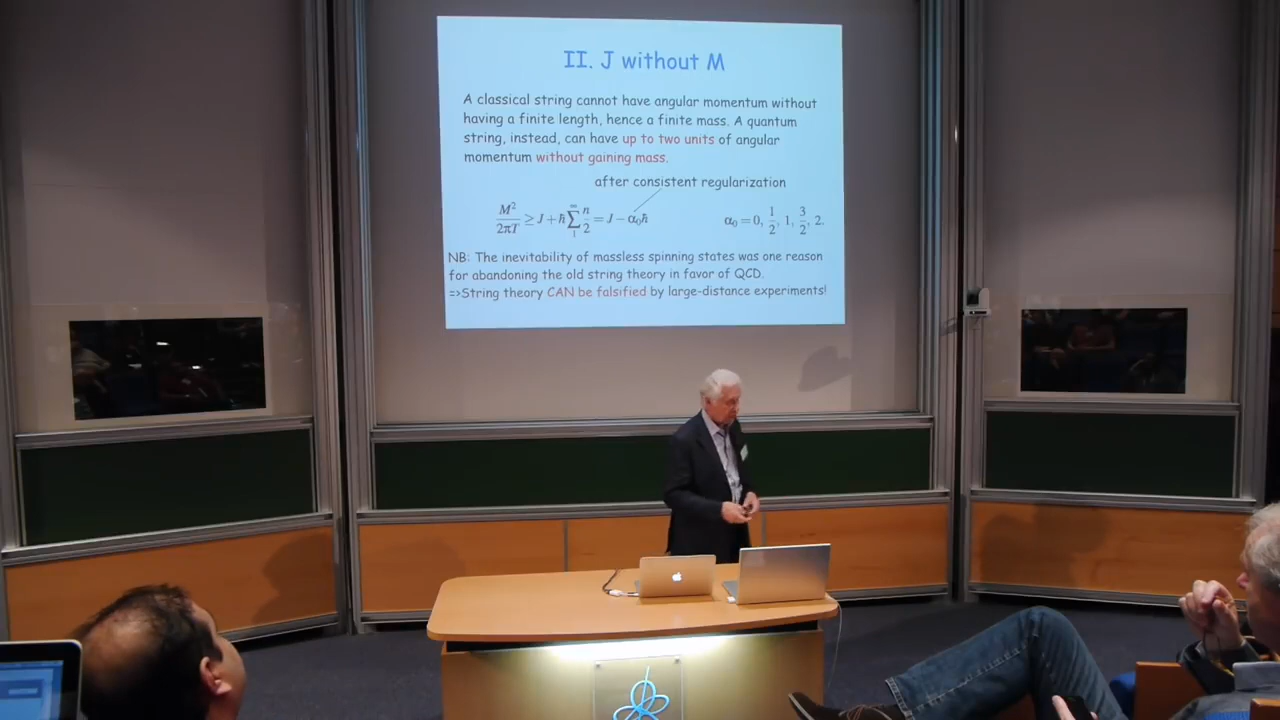 II. J without M
A classical string cannot have angular momentum without
having a finite length, hence a finite mass. A quantum
string, instead, can have up to two units of angular
momentum without gaining mass.
after consistent regularization
M²/2πT ≥ J + ħ ∑₁^∞ n/2 = J − α₀ħ    α₀ = 0, 1/2, 1, 3/2, 2.
NB: The inevitability of massless spinning states was one reason
for abandoning the old string theory in favor of QCD.
=>String theory CAN be falsified by large-distance experiments!